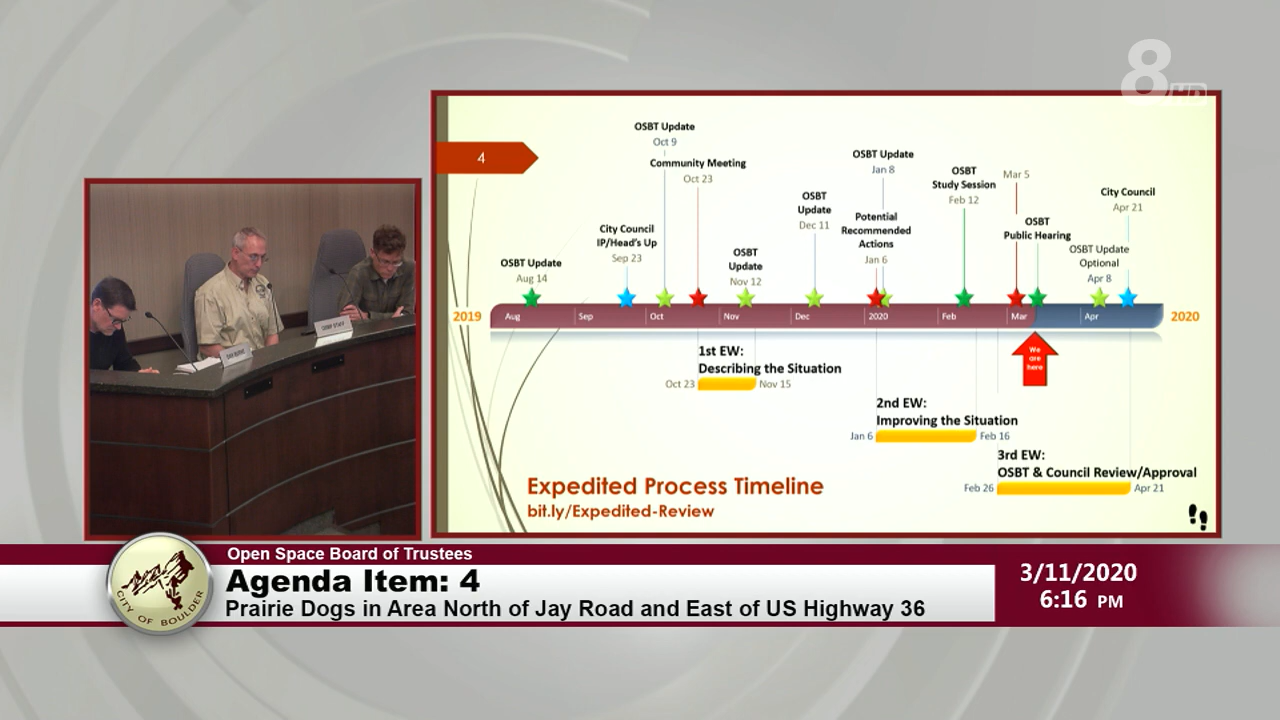 8
HD
4
OSBT Update
Oct 9
Community Meeting
Oct 23
OSBT Update
Jan 8
OSBT
Study Session
Feb 12
Mar 5
City Council
Apr 21
OSBT
Update
Dec 11
Potential
Recommended
Actions
Jan 6
OSBT
Public Hearing
City Council
IP/Head's Up
Sep 23
OSBT Update
Optional
Apr 8
OSBT
Update
Nov 12
OSBT Update
Aug 14
2019
Aug
Sep
Oct
Nov
Dec
2020
Feb
Mar
Apr
2020
We
are
here
1st EW:
Describing the Situation
Oct 23
Nov 15
2nd EW:
Improving the Situation
Jan 6
Feb 16
3rd EW:
OSBT & Council Review/Approval
Feb 26
Apr 21
Expedited Process Timeline
bit.ly/Expedited-Review
Open Space Board of Trustees
Agenda Item: 4
Prairie Dogs in Area North of Jay Road and East of US Highway 36
3/11/2020
6:16 PM
CITY OF BOULDER